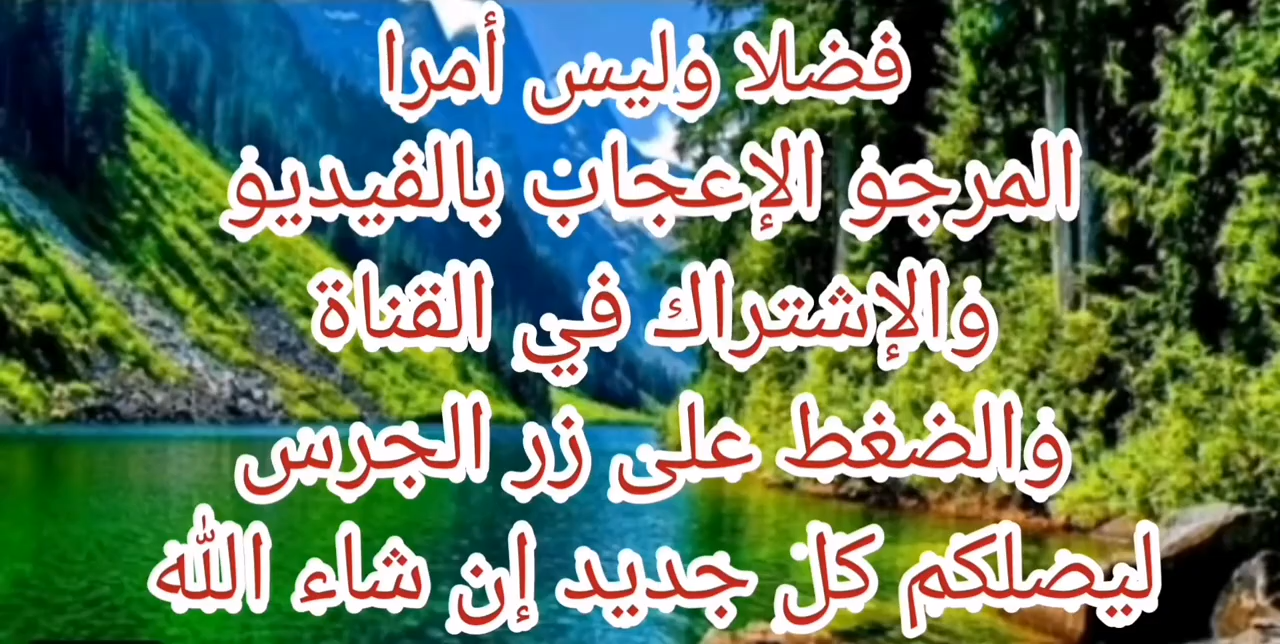 فضلا وليس أمرا
المرجو الإعجاب بالفيديو
والإشتراك في القناة
والضغط على زر الجرس
ليصلكم كل جديد إن شاء الله